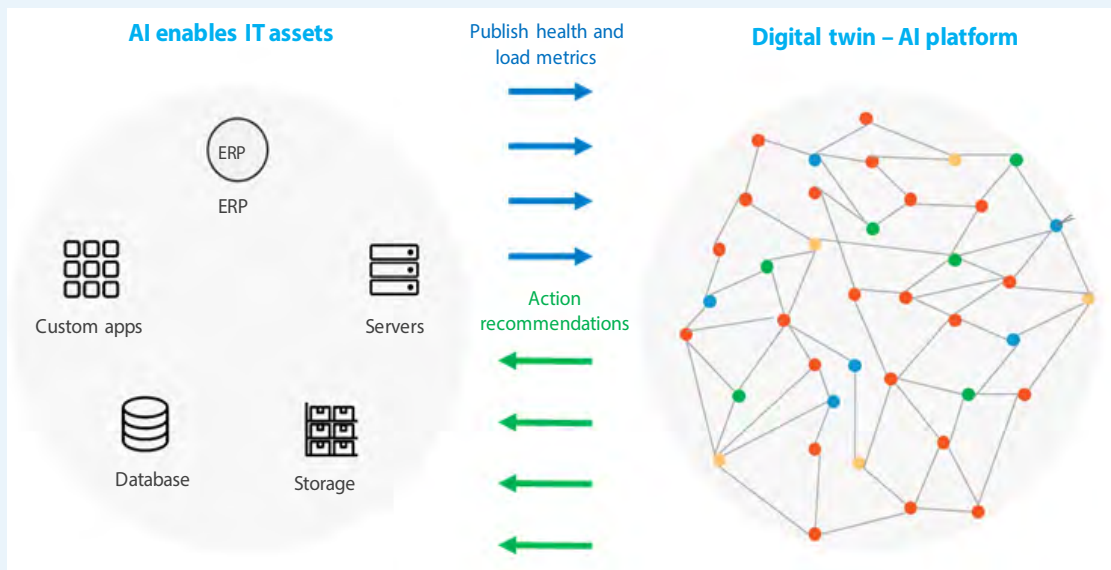 AI enables IT assets
Publish health and
load metrics
Digital twin – AI platform
ERP
ERP
Custom apps
Servers
Action
recommendations
Database
Storage